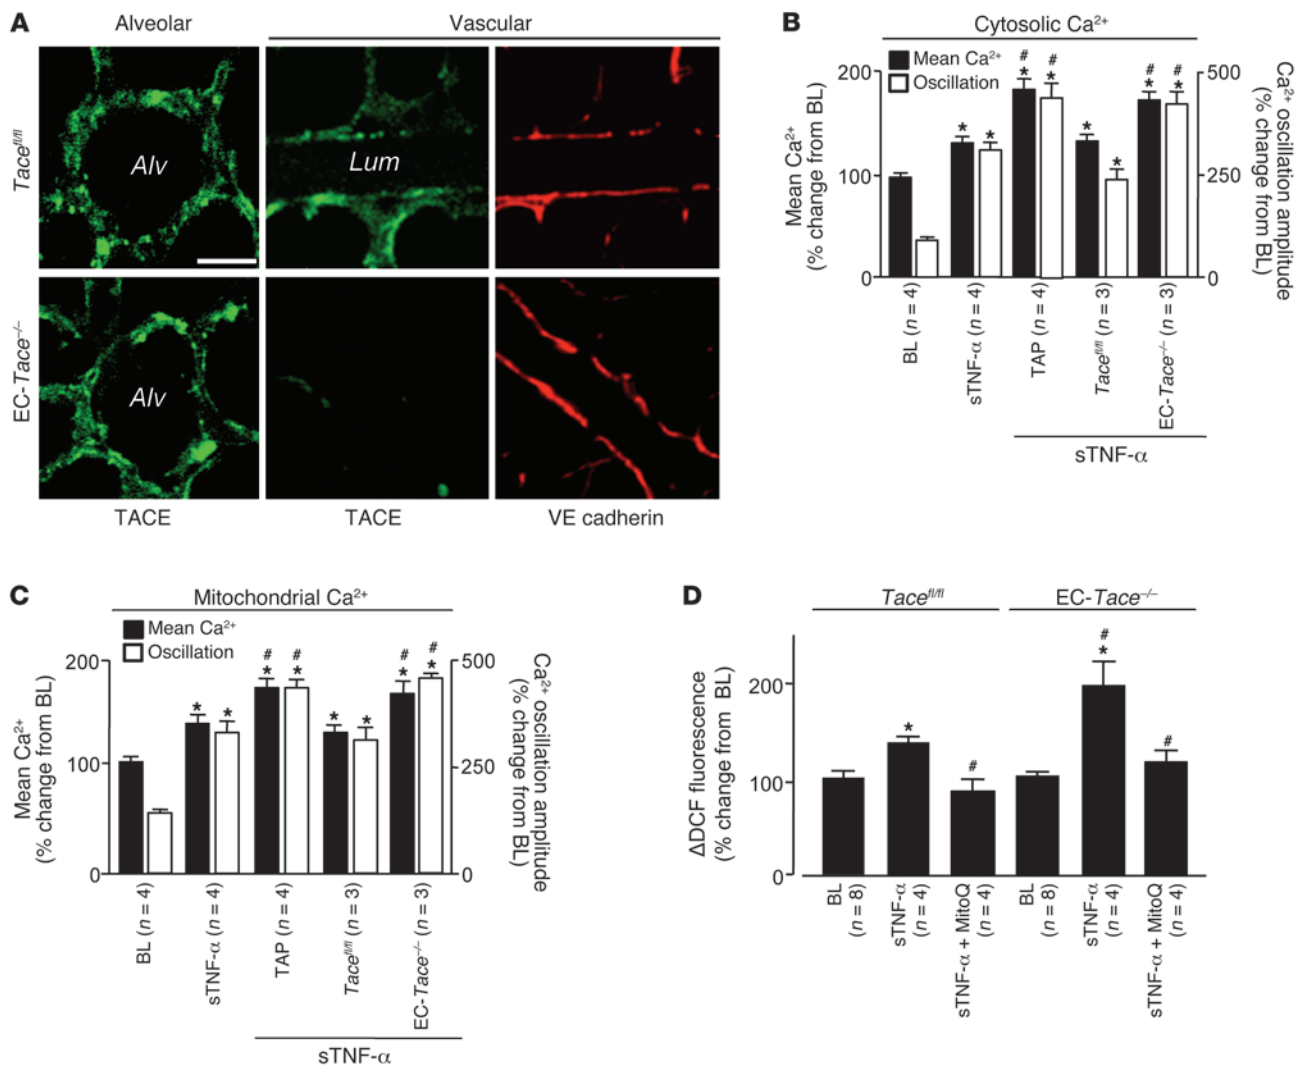 A
Alveolar
Vascular
Tace^fl/fl
EC-Tace^–/–
Alv
Lum
Alv
TACE
TACE
VE cadherin
B
Cytosolic Ca²⁺
Mean Ca²⁺
Oscillation
Mean Ca²⁺
(% change from BL)
200
100
0
# # # #
* * * * * * * *
500
250
0
Ca²⁺ oscillation amplitude
(% change from BL)
BL (n = 4)
sTNF-α (n = 4)
TAP (n = 4)
Tace^fl/fl (n = 3)
EC-Tace^–/– (n = 3)
sTNF-α
C
Mitochondrial Ca²⁺
Mean Ca²⁺
Oscillation
Mean Ca²⁺
(% change from BL)
200
100
0
# # # #
* * * * * * * *
500
250
0
Ca²⁺ oscillation amplitude
(% change from BL)
BL (n = 4)
sTNF-α (n = 4)
TAP (n = 4)
Tace^fl/fl (n = 3)
EC-Tace^–/– (n = 3)
sTNF-α
D
Tace^fl/fl
EC-Tace^–/–
ΔDCF fluorescence
(% change from BL)
200
100
0
*
#
#
*
#
BL
(n = 8)
sTNF-α
(n = 4)
sTNF-α + MitoQ
(n = 4)
BL
(n = 8)
sTNF-α
(n = 4)
sTNF-α + MitoQ
(n = 4)